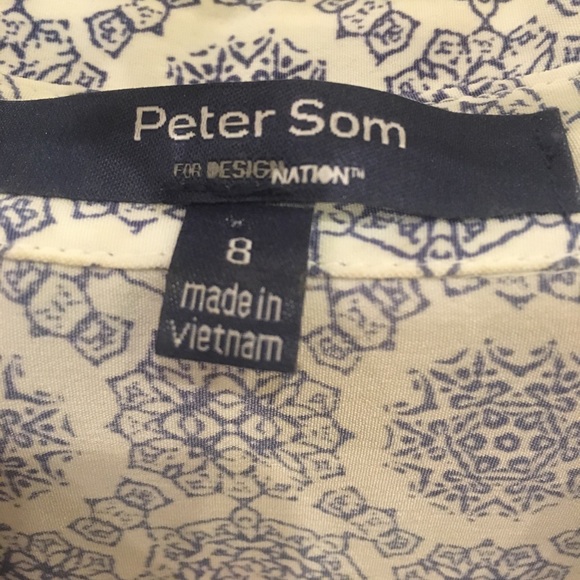 Peter Som
FOR DESIGNATION™
8
made in
vietnam